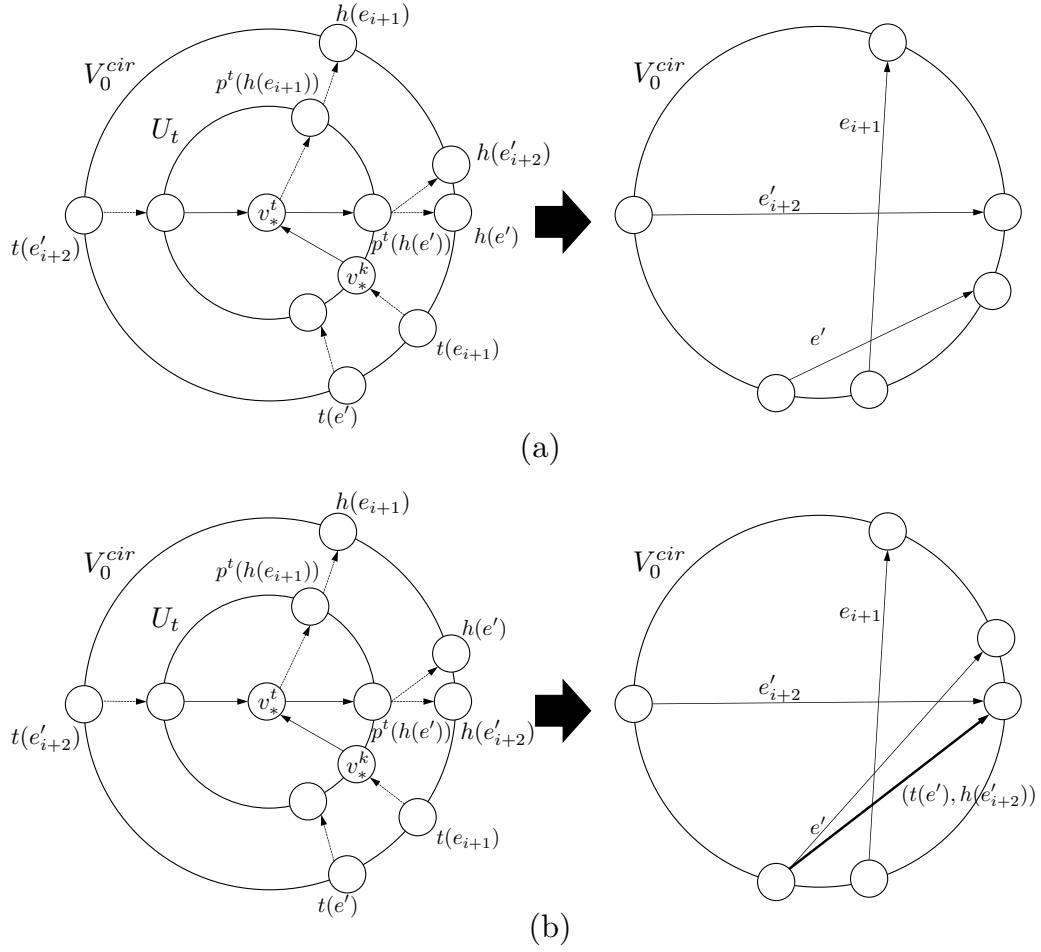 h(e_{i+1})
V_0^{cir}
p^t(h(e_{i+1}))
U_t
h(e'_{i+2})
v_*^t
t(e'_{i+2})
p^t(h(e'))
h(e')
v_*^k
t(e_{i+1})
t(e')
V_0^{cir}
e_{i+1}
e'_{i+2}
e'
(a)
h(e_{i+1})
V_0^{cir}
p^t(h(e_{i+1}))
U_t
h(e')
v_*^t
t(e'_{i+2})
p^t(h(e'))
h(e'_{i+2})
v_*^k
t(e_{i+1})
t(e')
V_0^{cir}
e_{i+1}
e'_{i+2}
(t(e'), h(e'_{i+2}))
e'
(b)